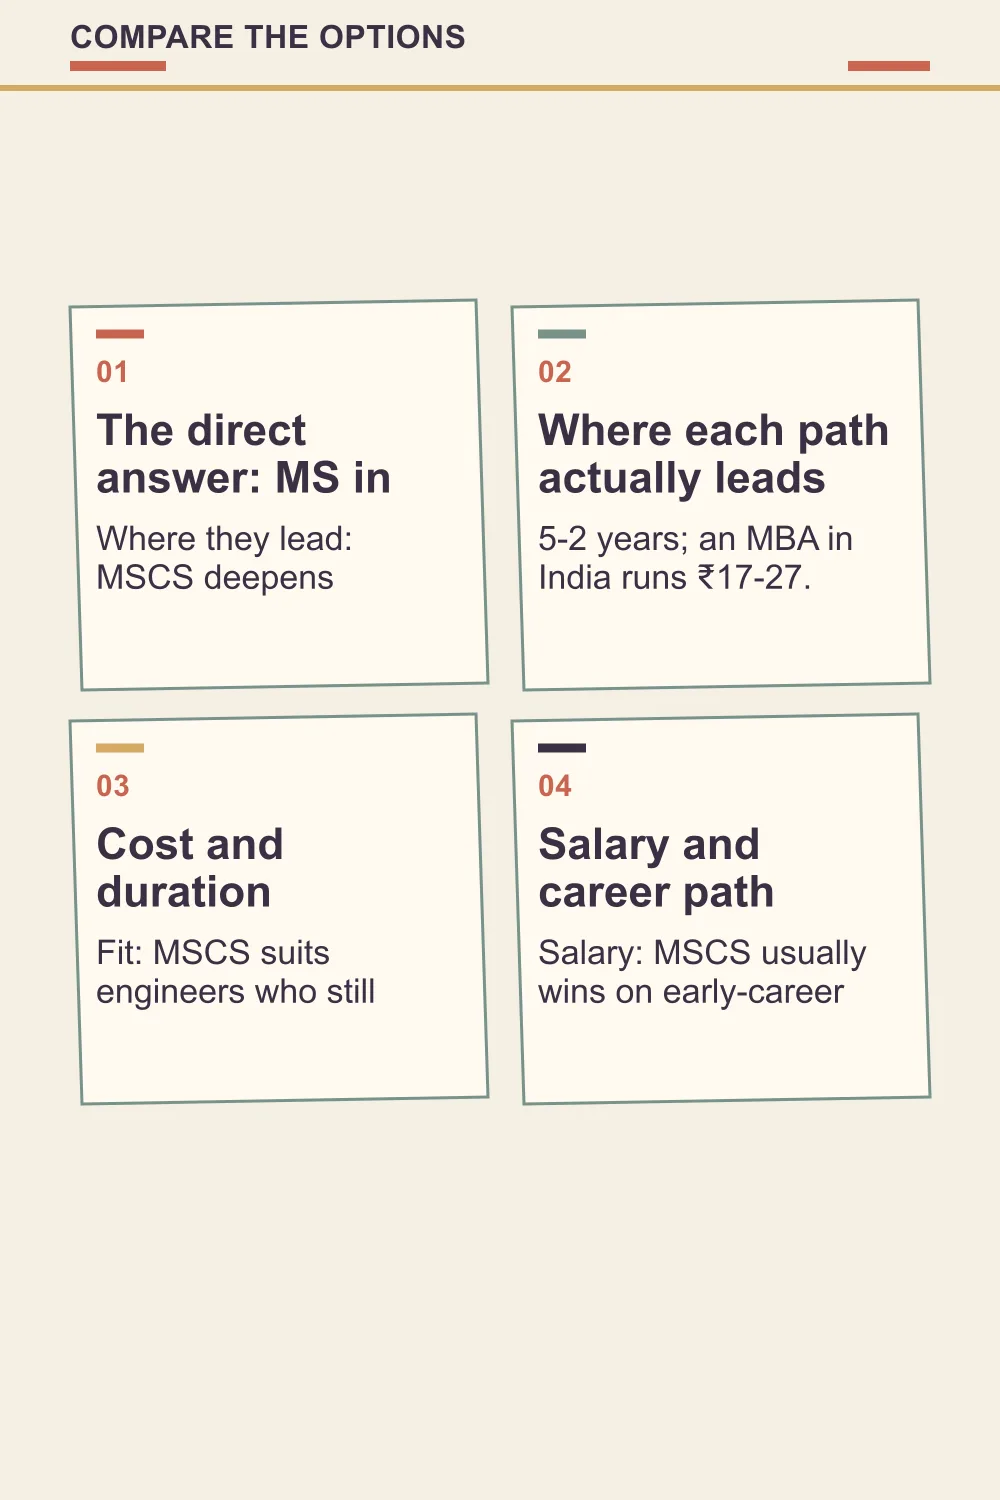 COMPARE THE OPTIONS
01
The direct
answer: MS in
Where they lead:
MSCS deepens
02
Where each path
actually leads
5-2 years; an MBA in
India runs ₹17-27.
03
Cost and
duration
Fit: MSCS suits
engineers who still
04
Salary and
career path
Salary: MSCS usually
wins on early-career